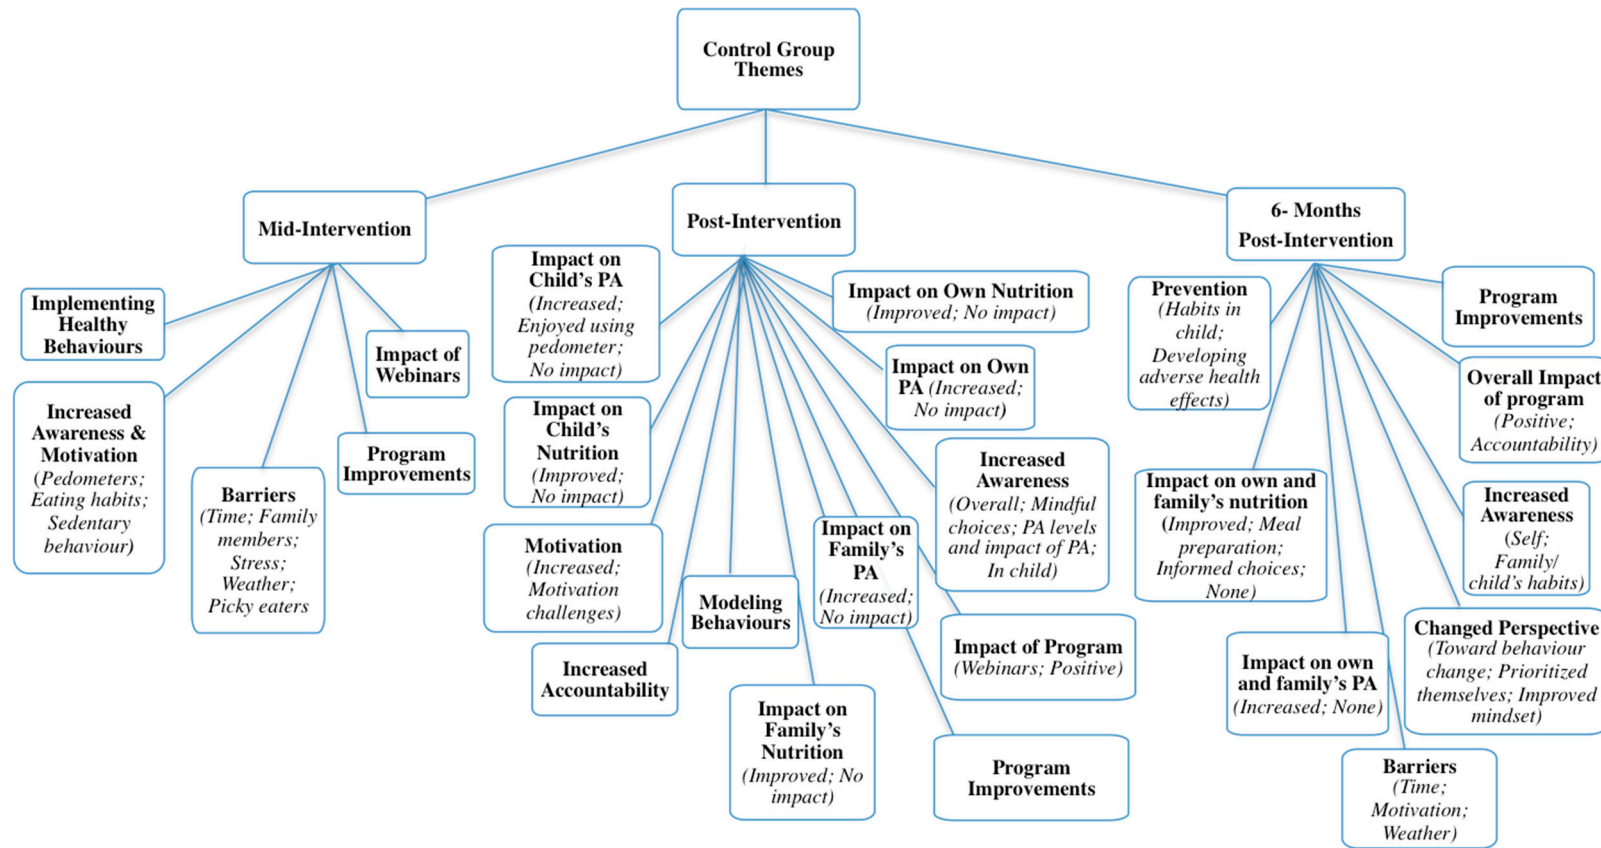 Control Group
Themes
Mid-Intervention
Post-Intervention
6- Months
Post-Intervention
Implementing
Healthy
Behaviours
Increased
Awareness &
Motivation
(Pedometers;
Eating habits;
Sedentary
behaviour)
Barriers
(Time; Family
members;
Stress;
Weather;
Picky eaters
Program
Improvements
Impact of
Webinars
Impact on
Child’s PA
(Increased;
Enjoyed using
pedometer;
No impact)
Impact on
Child’s
Nutrition
(Improved;
No impact)
Motivation
(Increased;
Motivation
challenges)
Increased
Accountability
Modeling
Behaviours
Impact on
Family’s
Nutrition
(Improved; No
impact)
Impact on
Family’s
PA
(Increased;
No impact)
Program
Improvements
Impact of Program
(Webinars; Positive)
Increased
Awareness
(Overall; Mindful
choices; PA levels
and impact of PA;
In child)
Impact on Own
PA (Increased;
No impact)
Impact on Own Nutrition
(Improved; No impact)
Prevention
(Habits in
child;
Developing
adverse health
effects)
Impact on own and
family’s nutrition
(Improved; Meal
preparation;
Informed choices;
None)
Impact on own
and family’s PA
(Increased; None)
Barriers
(Time;
Motivation;
Weather)
Changed Perspective
(Toward behaviour
change; Prioritized
themselves; Improved
mindset)
Increased
Awareness
(Self;
Family/
child’s habits)
Overall Impact
of program
(Positive;
Accountability)
Program
Improvements